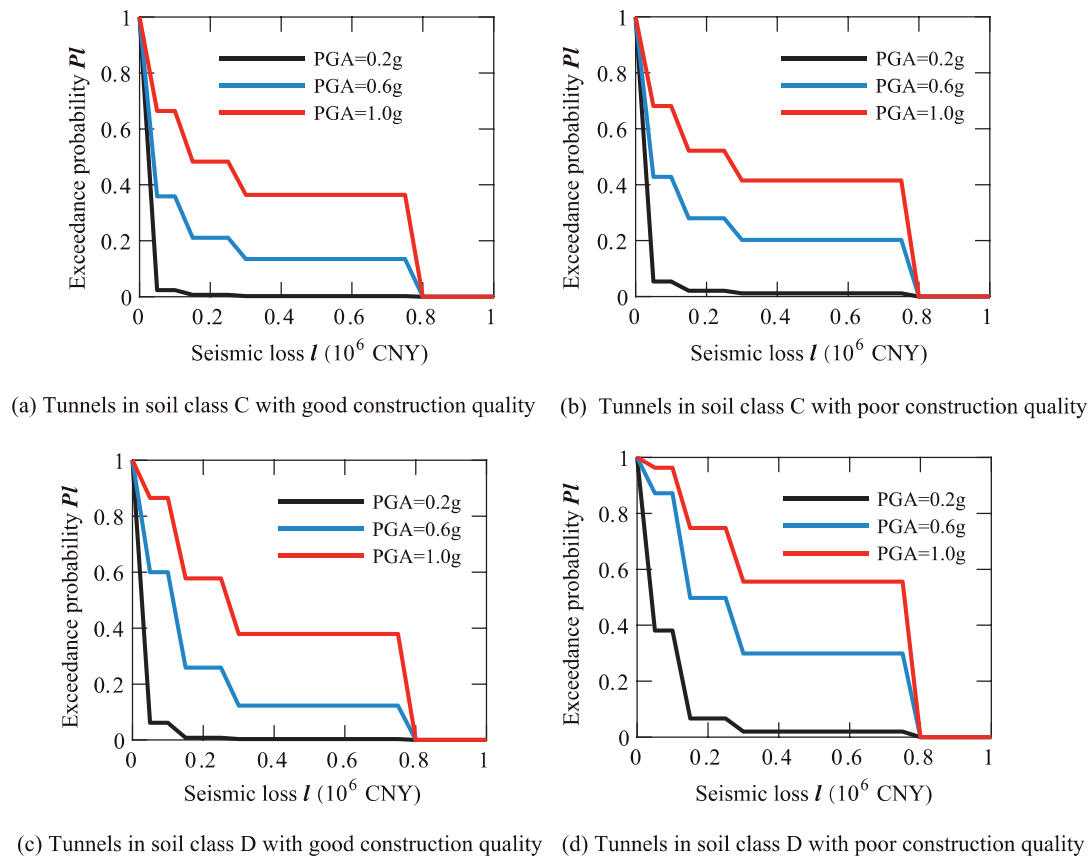 1
0.8
0.6
0.4
0.2
0
Exceedance probability Pl
PGA=0.2g
PGA=0.6g
PGA=1.0g
0 0.2 0.4 0.6 0.8 1
Seismic loss l (10⁶ CNY)
(a) Tunnels in soil class C with good construction quality
1
0.8
0.6
0.4
0.2
0
Exceedance probability Pl
PGA=0.2g
PGA=0.6g
PGA=1.0g
0 0.2 0.4 0.6 0.8 1
Seismic loss l (10⁶ CNY)
(b) Tunnels in soil class C with poor construction quality
1
0.8
0.6
0.4
0.2
0
Exceedance probability Pl
PGA=0.2g
PGA=0.6g
PGA=1.0g
0 0.2 0.4 0.6 0.8 1
Seismic loss l (10⁶ CNY)
(c) Tunnels in soil class D with good construction quality
1
0.8
0.6
0.4
0.2
0
Exceedance probability Pl
PGA=0.2g
PGA=0.6g
PGA=1.0g
0 0.2 0.4 0.6 0.8 1
Seismic loss l (10⁶ CNY)
(d) Tunnels in soil class D with poor construction quality